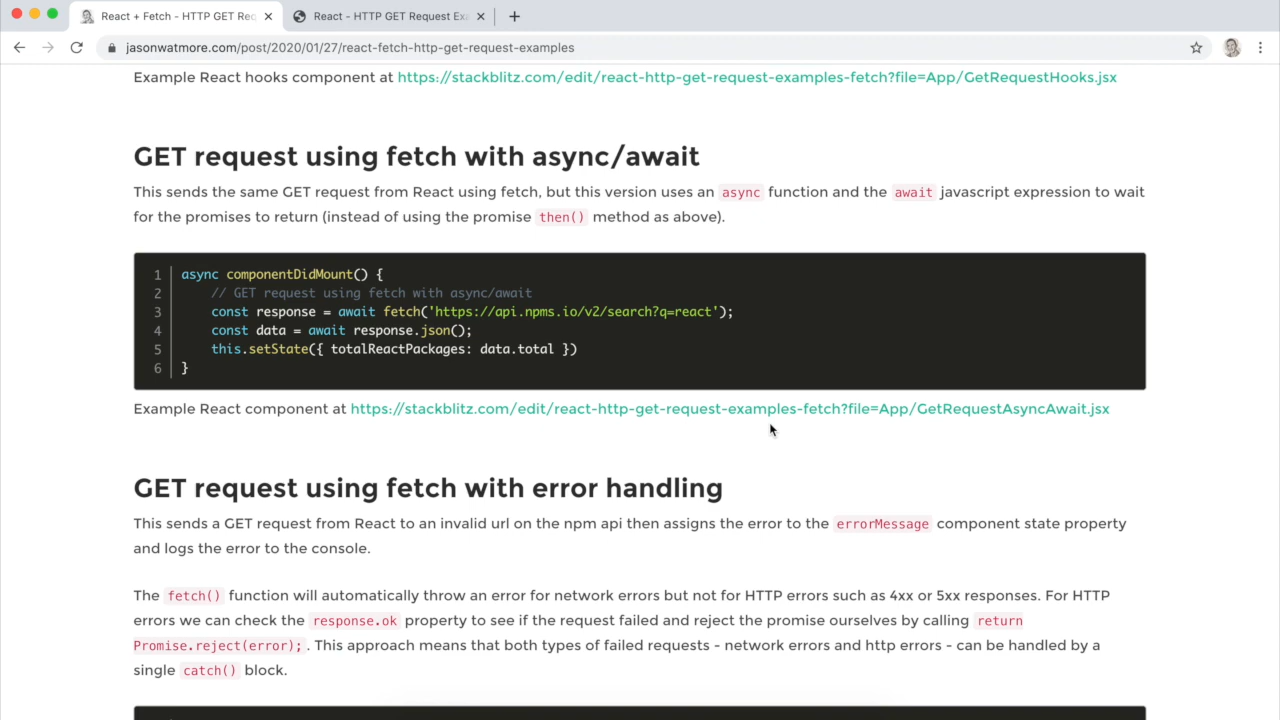 React + Fetch - HTTP GET Req
React - HTTP GET Request Exa
jasonwatmore.com/post/2020/01/27/react-fetch-http-get-request-examples
Example React hooks component at https://stackblitz.com/edit/react-http-get-request-examples-fetch?file=App/GetRequestHooks.jsx
GET request using fetch with async/await
This sends the same GET request from React using fetch, but this version uses an async function and the await javascript expression to wait
for the promises to return (instead of using the promise then() method as above).
1 async componentDidMount() {
2 // GET request using fetch with async/await
3 const response = await fetch('https://api.npms.io/v2/search?q=react');
4 const data = await response.json();
5 this.setState({ totalReactPackages: data.total })
6 }
Example React component at https://stackblitz.com/edit/react-http-get-request-examples-fetch?file=App/GetRequestAsyncAwait.jsx
GET request using fetch with error handling
This sends a GET request from React to an invalid url on the npm api then assigns the error to the errorMessage component state property
and logs the error to the console.
The fetch() function will automatically throw an error for network errors but not for HTTP errors such as 4xx or 5xx responses. For HTTP
errors we can check the response.ok property to see if the request failed and reject the promise ourselves by calling return
Promise.reject(error); . This approach means that both types of failed requests - network errors and http errors - can be handled by a
single catch() block.